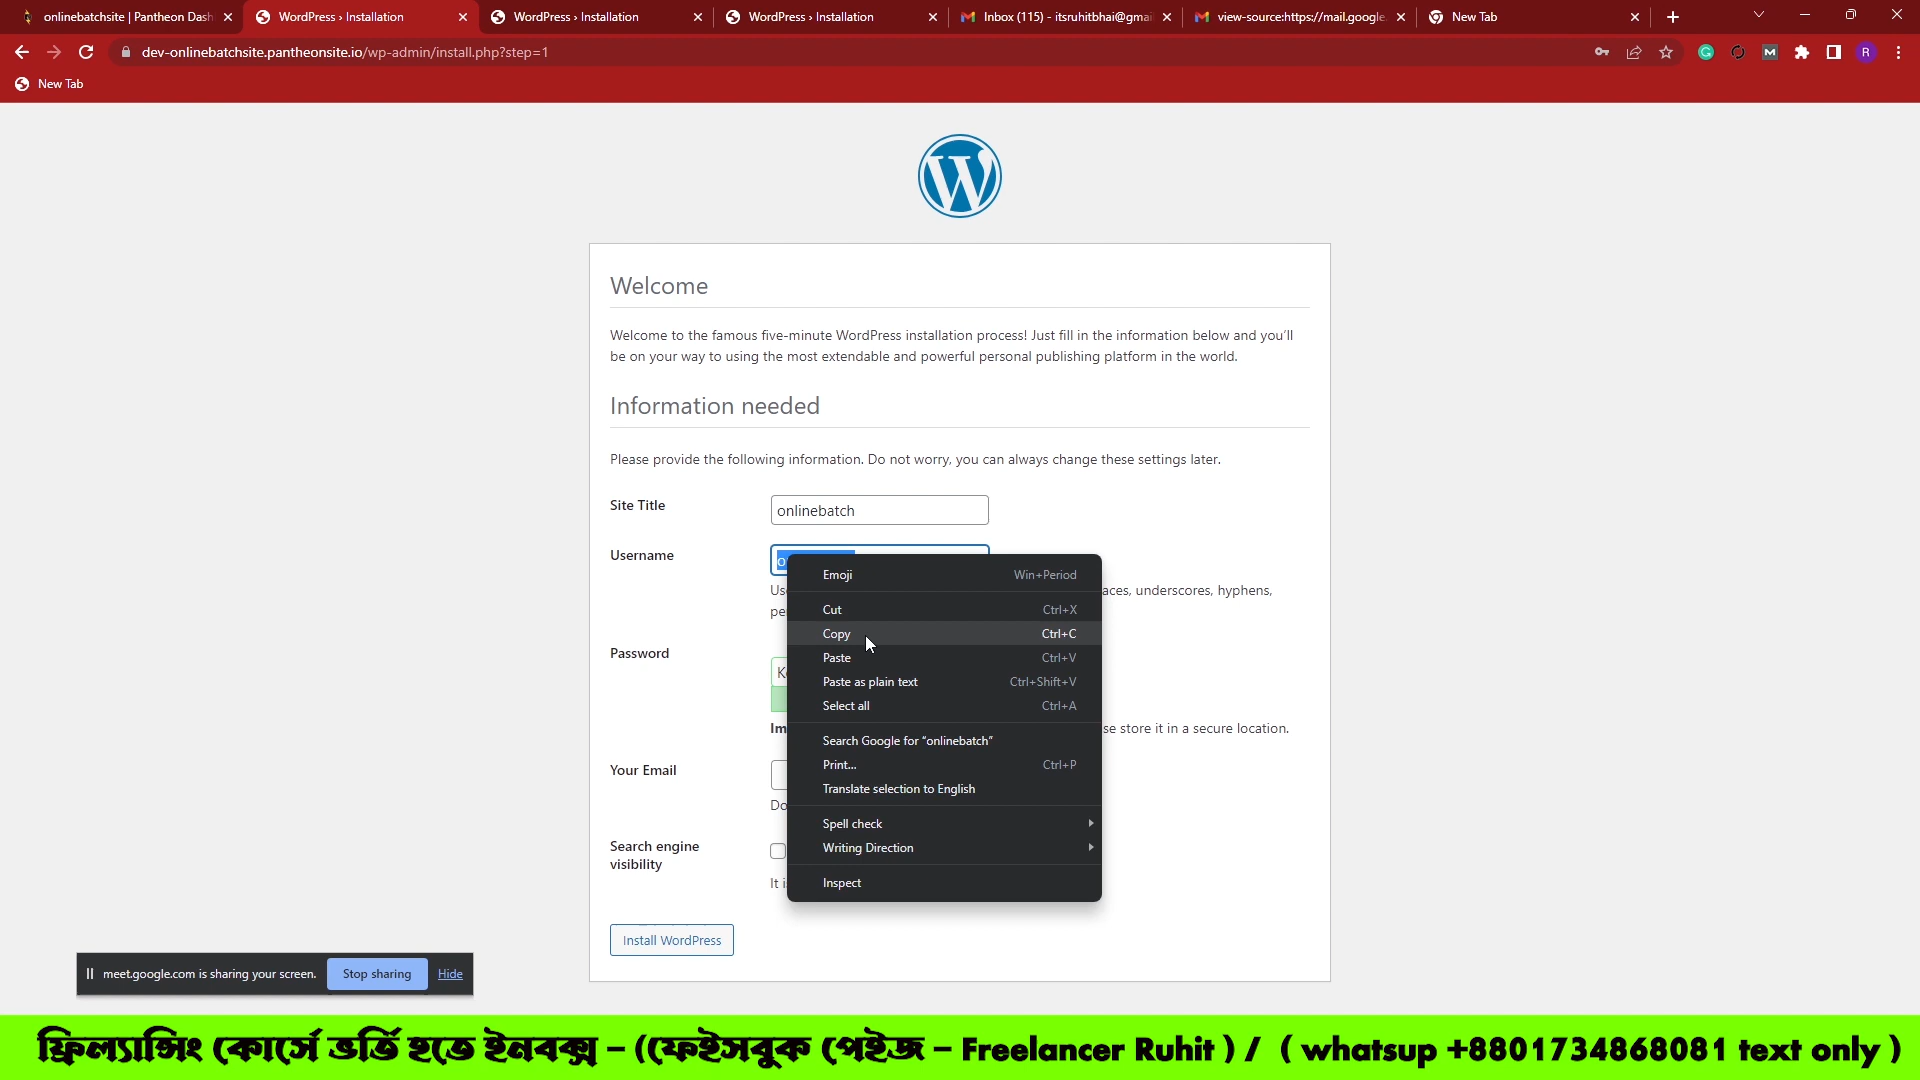 onlinebatchsite | Pantheon Dash
WordPress › Installation
WordPress › Installation
WordPress › Installation
Inbox (115) - itsruhitbhai@gmai
view-source:https://mail.google.
New Tab
dev-onlinebatchsite.pantheonsite.io/wp-admin/install.php?step=1
New Tab
Welcome
Welcome to the famous five-minute WordPress installation process! Just fill in the information below and you'll
be on your way to using the most extendable and powerful personal publishing platform in the world.
Information needed
Please provide the following information. Do not worry, you can always change these settings later.
Site Title
onlinebatch
Username
aces, underscores, hyphens,
Password
se store it in a secure location.
Your Email
Search engine
visibility
It i
Install WordPress
Emoji Win+Period
Cut Ctrl+X
Copy Ctrl+C
Paste Ctrl+V
Paste as plain text Ctrl+Shift+V
Select all Ctrl+A
Search Google for "onlinebatch"
Print... Ctrl+P
Translate selection to English
Spell check
Writing Direction
Inspect
meet.google.com is sharing your screen. Stop sharing Hide
ফ্রিল্যান্সিং কোর্সে ভর্তি হতে ইনবক্স – ((ফেইসবুক পেইজ – Freelancer Ruhit ) / ( whatsup +8801734868081 text only )